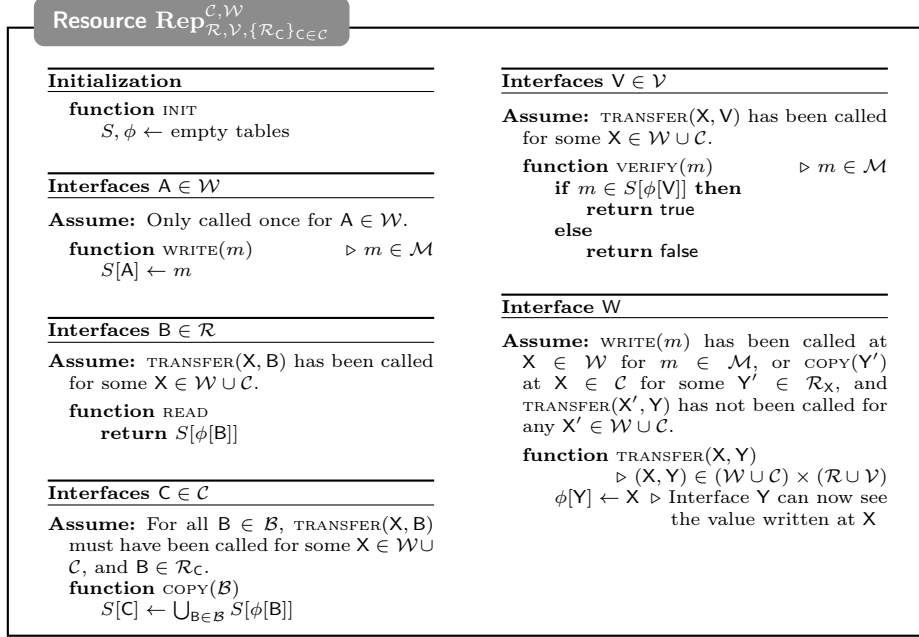 Resource Rep^{𝒞,𝒲}_{ℛ,𝒱,{ℛ_C}_{C∈𝒞}}
Initialization
function INIT
S, ϕ ← empty tables
Interfaces A ∈ 𝒲
Assume: Only called once for A ∈ 𝒲.
function WRITE(m) ▷ m ∈ ℳ
S[A] ← m
Interfaces B ∈ ℛ
Assume: TRANSFER(X, B) has been called
for some X ∈ 𝒲 ∪ 𝒞.
function READ
return S[ϕ[B]]
Interfaces C ∈ 𝒞
Assume: For all B ∈ ℬ, TRANSFER(X, B)
must have been called for some X ∈ 𝒲∪
𝒞, and B ∈ ℛ_C.
function COPY(ℬ)
S[C] ← ⋃_{B∈ℬ} S[ϕ[B]]
Interfaces V ∈ 𝒱
Assume: TRANSFER(X, V) has been called
for some X ∈ 𝒲 ∪ 𝒞.
function VERIFY(m) ▷ m ∈ ℳ
if m ∈ S[ϕ[V]] then
return true
else
return false
Interface W
Assume: WRITE(m) has been called at
X ∈ 𝒲 for m ∈ ℳ, or COPY(Y′)
at X ∈ 𝒞 for some Y′ ∈ ℛ_X, and
TRANSFER(X′, Y) has not been called for
any X′ ∈ 𝒲 ∪ 𝒞.
function TRANSFER(X, Y)
▷ (X, Y) ∈ (𝒲 ∪ 𝒞) × (ℛ ∪ 𝒱)
ϕ[Y] ← X ▷ Interface Y can now see
the value written at X